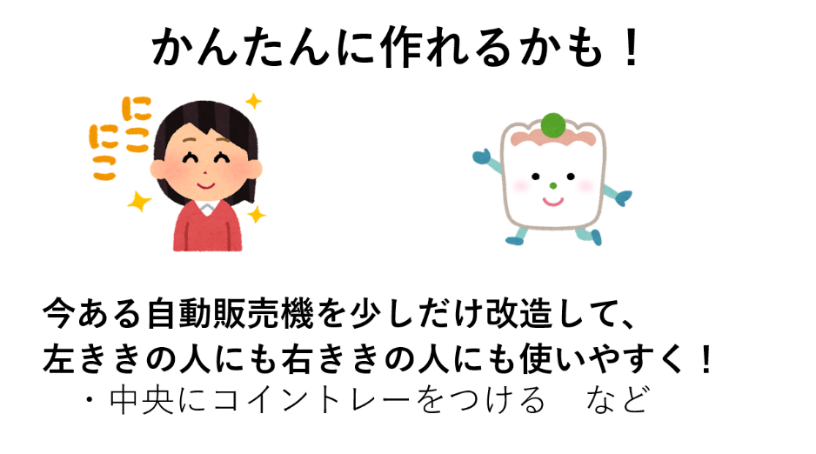 かんたんに作れるかも！
にこ
にこ
今ある自動販売機を少しだけ改造して、
左ききの人にも右ききの人にも使いやすく！
・中央にコイントレーをつける　など